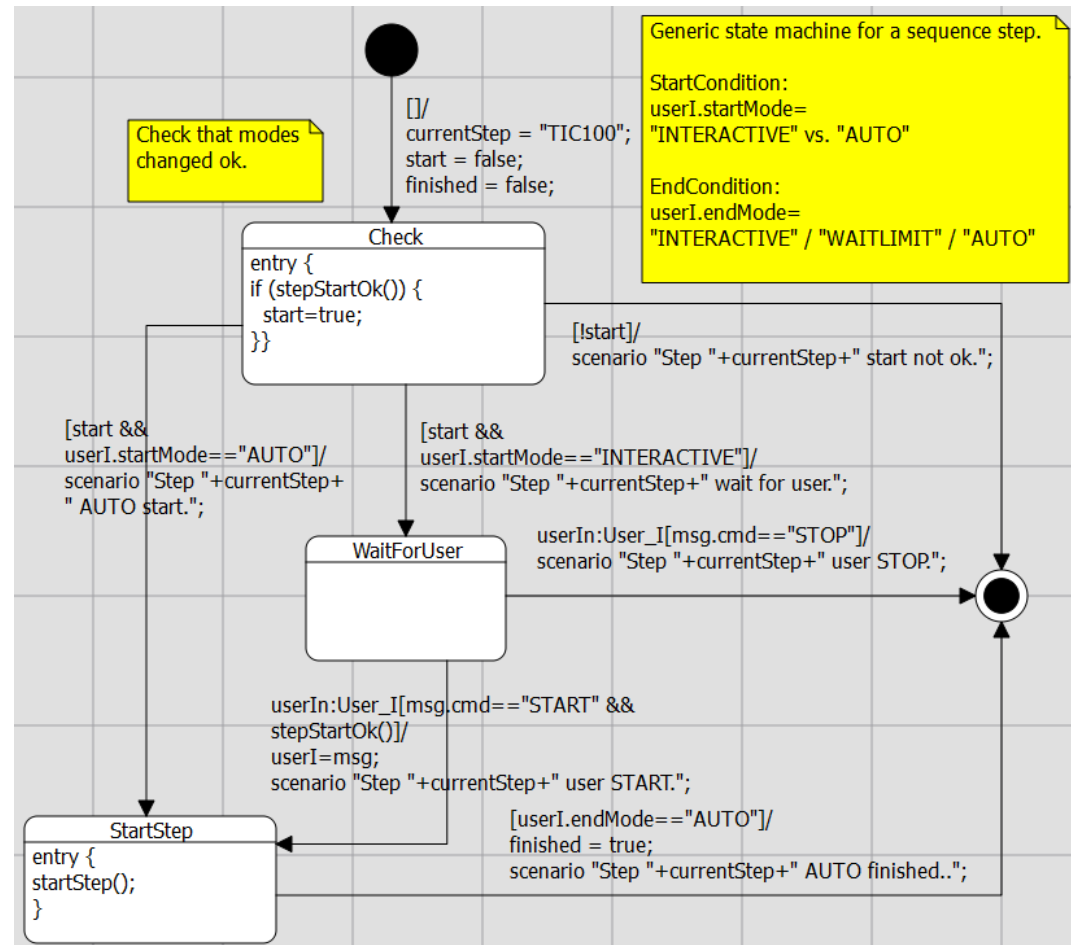 Generic state machine for a sequence step.
StartCondition:
userI.startMode=
"INTERACTIVE" vs. "AUTO"
EndCondition:
userI.endMode=
"INTERACTIVE" / "WAITLIMIT" / "AUTO"
[]/
currentStep = "TIC100";
start = false;
finished = false;
Check that modes
changed ok.
Check
entry {
if (stepStartOk()) {
start=true;
}}
[!start]/
scenario "Step "+currentStep+" start not ok.";
[start &&
userI.startMode=="AUTO"]/
scenario "Step "+currentStep+
" AUTO start.";
[start &&
userI.startMode=="INTERACTIVE"]/
scenario "Step "+currentStep+" wait for user.";
WaitForUser
userIn:User_I[msg.cmd=="STOP"]/
scenario "Step "+currentStep+" user STOP.";
userIn:User_I[msg.cmd=="START" &&
stepStartOk()]/
userI=msg;
scenario "Step "+currentStep+" user START.";
StartStep
entry {
startStep();
}
[userI.endMode=="AUTO"]/
finished = true;
scenario "Step "+currentStep+" AUTO finished..";